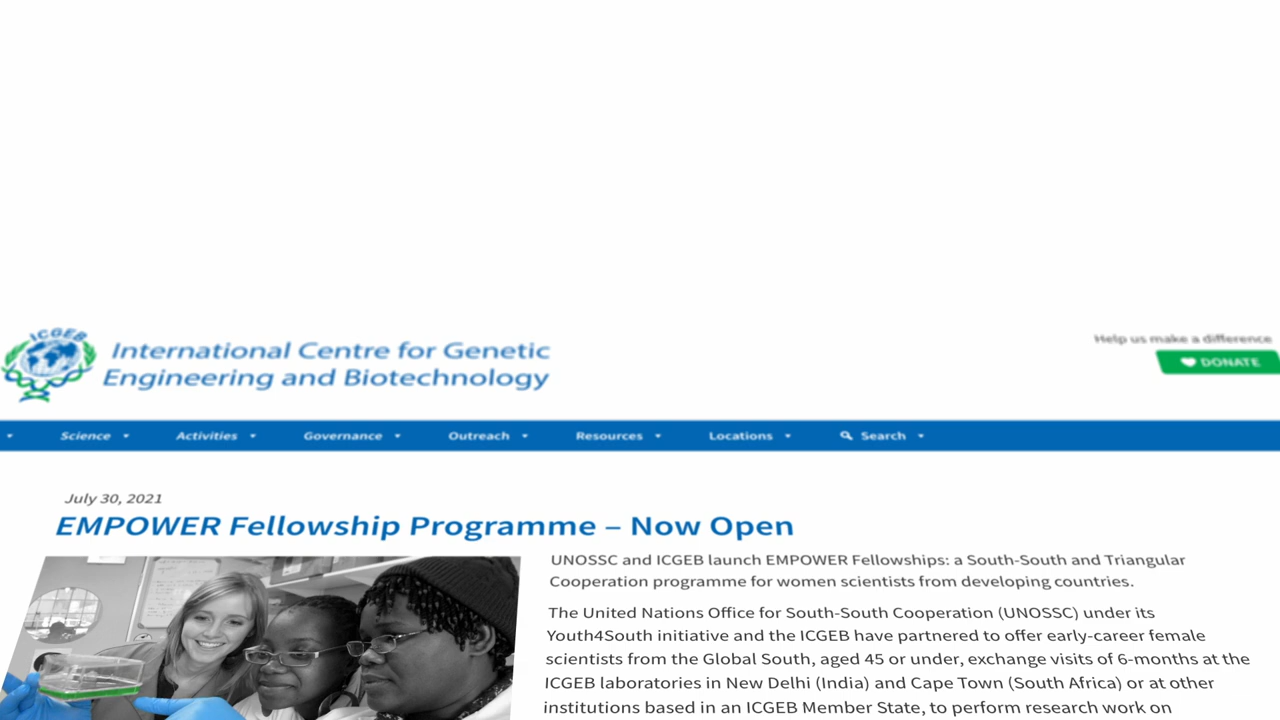 ICGEB
International Centre for Genetic
Engineering and Biotechnology
Help us make a difference
DONATE
Science
Activities
Governance
Outreach
Resources
Locations
Search
July 30, 2021
EMPOWER Fellowship Programme – Now Open
UNOSSC and ICGEB launch EMPOWER Fellowships: a South-South and Triangular
Cooperation programme for women scientists from developing countries.
The United Nations Office for South-South Cooperation (UNOSSC) under its
Youth4South initiative and the ICGEB have partnered to offer early-career female
scientists from the Global South, aged 45 or under, exchange visits of 6-months at the
ICGEB laboratories in New Delhi (India) and Cape Town (South Africa) or at other
institutions based in an ICGEB Member State, to perform research work on